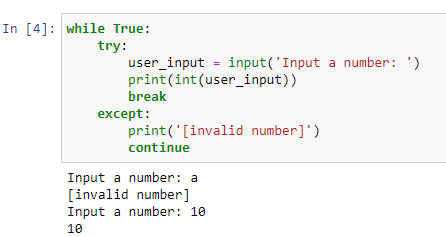 In [4]: while True:
    try:
        user_input = input('Input a number: ')
        print(int(user_input))
        break
    except:
        print('[invalid number]')
        continue
Input a number: a
[invalid number]
Input a number: 10
10